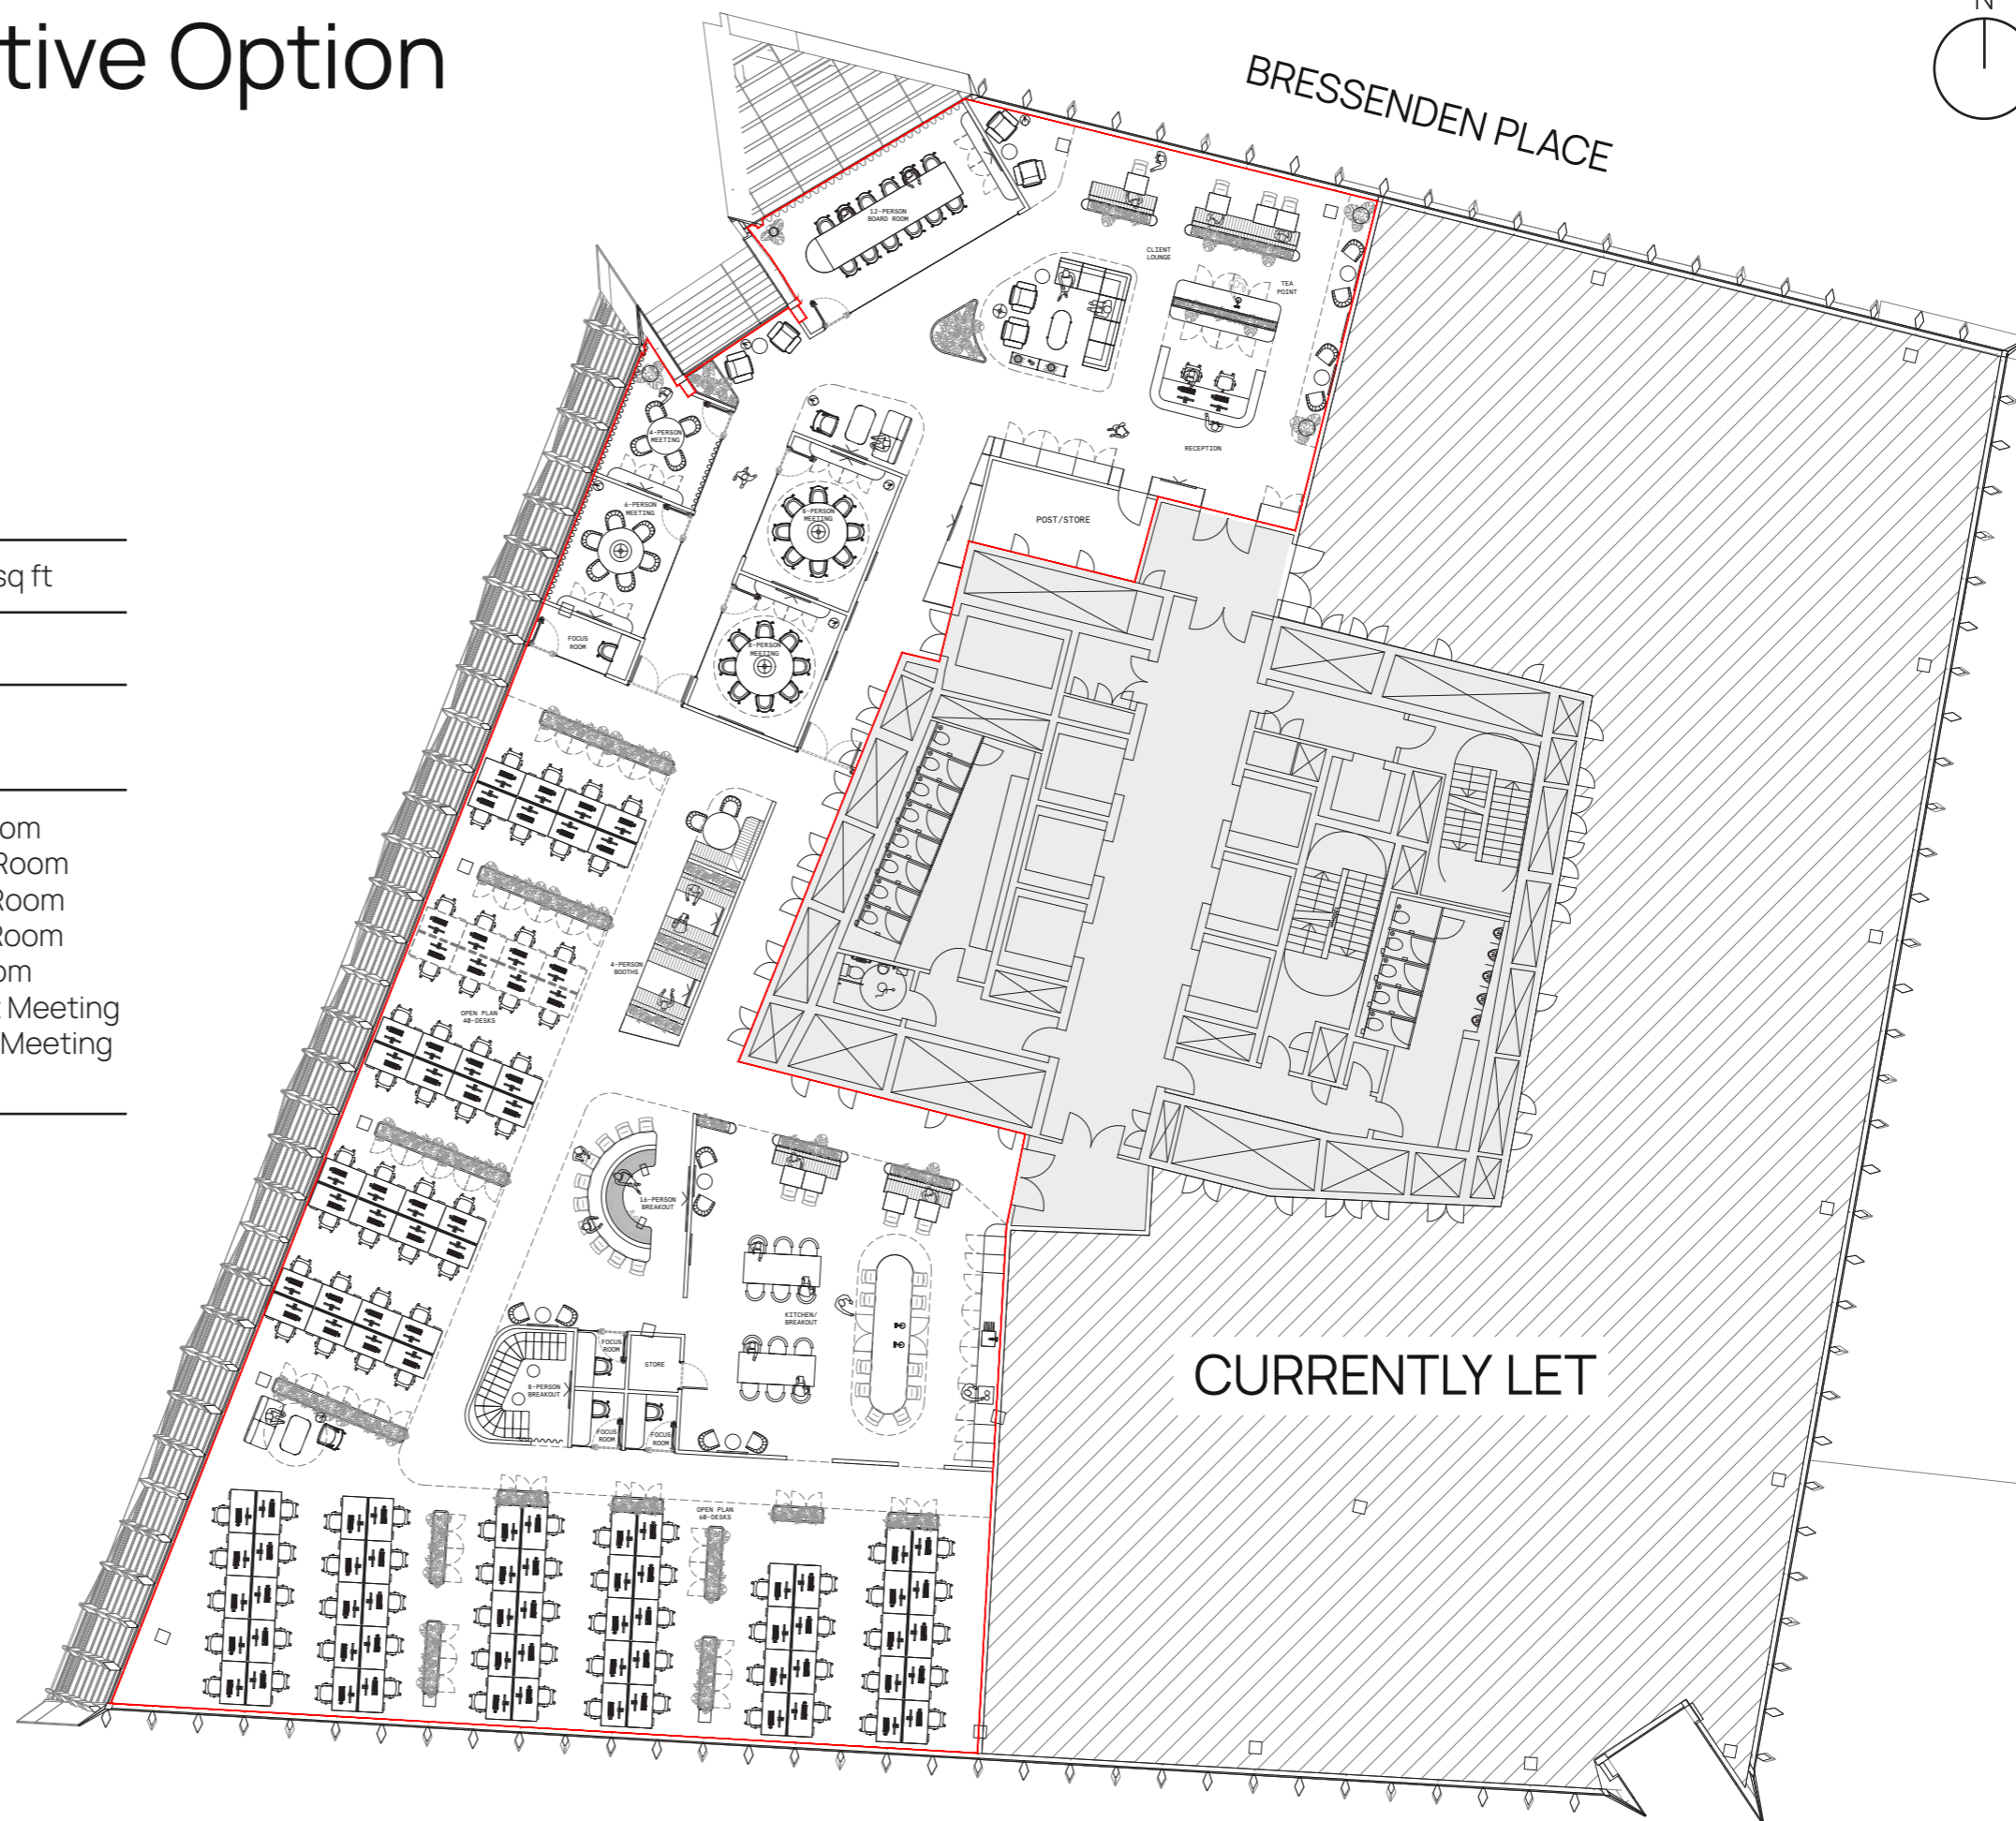 tive Option
N
BRESSENDEN PLACE
sq ft
om
Room
Room
Room
om
t Meeting
Meeting
12-PERSON
BOARD ROOM
CLIENT
LOUNGE
TEA
POINT
RECEPTION
4-PERSON
MEETING
6-PERSON
MEETING
8-PERSON
MEETING
POST/STORE
FOCUS
ROOM
8-PERSON
MEETING
4-PERSON
BOOTHS
OPEN PLAN
40-DESKS
16-PERSON
BREAKOUT
KITCHEN/
BREAKOUT
FOCUS
ROOM
STORE
8-PERSON
BREAKOUT
FOCUS
ROOM
FOCUS
ROOM
CURRENTLY LET
OPEN PLAN
60-DESKS